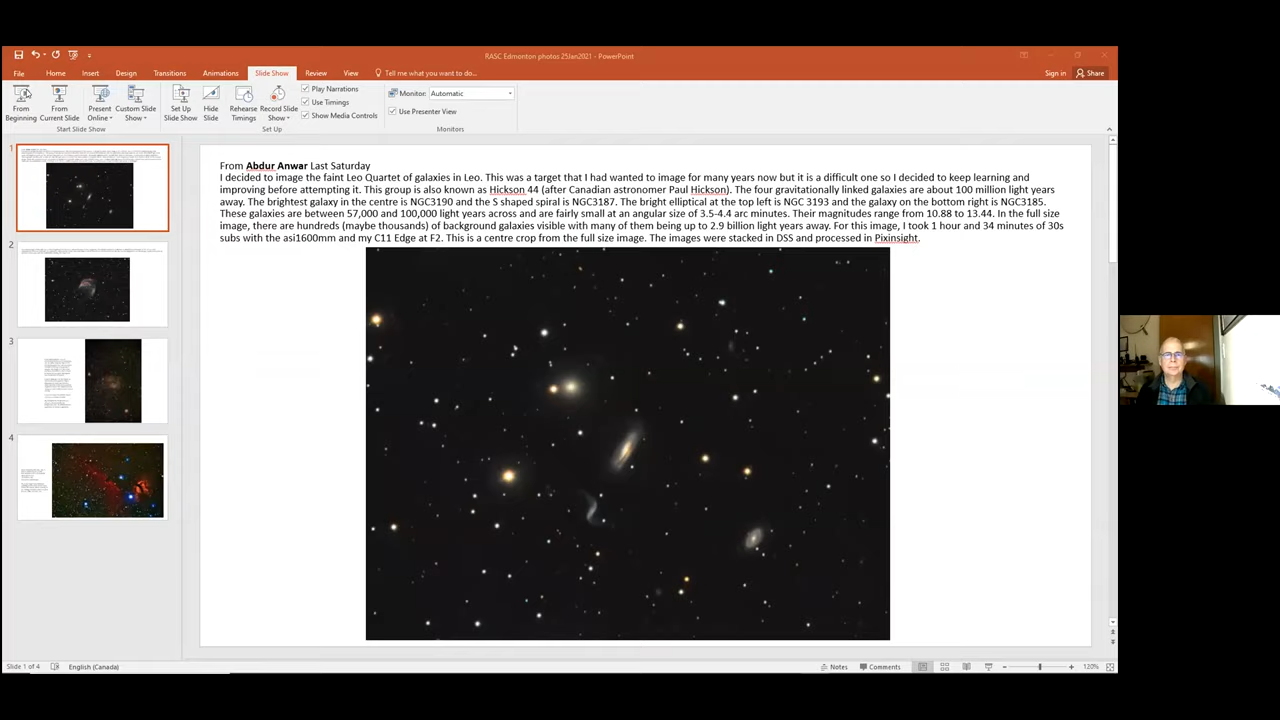 RASC Edmonton photos 25Jan2021 - PowerPoint
File Home Insert Design Transitions Animations Slide Show Review View Tell me what you want to do... Sign in Share
From Beginning
From Current Slide
Present Online
Custom Slide Show
Set Up Slide Show
Hide Slide
Rehearse Timings
Record Slide Show
Play Narrations
Use Timings
Show Media Controls
Monitor: Automatic
Use Presenter View
Start Slide Show
Set Up
Monitors
1
2
3
4
From Abdur Anwar Last Saturday
I decided to image the faint Leo Quartet of galaxies in Leo. This was a target that I had wanted to image for many years now but it is a difficult one so I decided to keep learning and
improving before attempting it. This group is also known as Hickson 44 (after Canadian astronomer Paul Hickson). The four gravitationally linked galaxies are about 100 million light years
away. The brightest galaxy in the centre is NGC3190 and the S shaped spiral is NGC3187. The bright elliptical at the top left is NGC 3193 and the galaxy on the bottom right is NGC3185.
These galaxies are between 57,000 and 100,000 light years across and are fairly small at an angular size of 3.5-4.4 arc minutes. Their magnitudes range from 10.88 to 13.44. In the full size
image, there are hundreds (maybe thousands) of background galaxies visible with many of them being up to 2.9 billion light years away. For this image, I took 1 hour and 34 minutes of 30s
subs with the asi1600mm and my C11 Edge at F2. This is a centre crop from the full size image. The images were stacked in DSS and processed in Pixinsight.
Slide 1 of 4 English (Canada) Notes Comments 120%